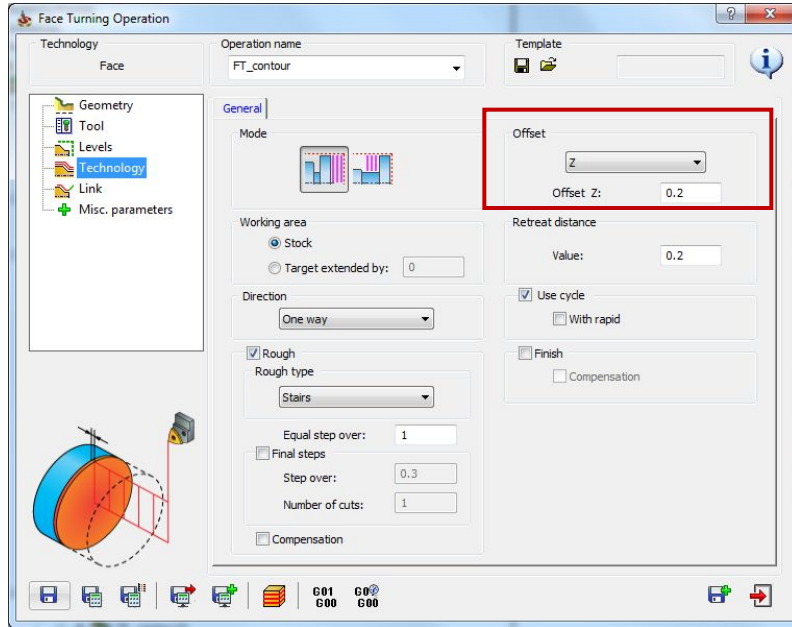 Face Turning Operation
Technology
Face
Operation name
FT_contour
Template
Geometry
Tool
Levels
Technology
Link
Misc. parameters
General
Mode
Offset
Z
Offset Z: 0.2
Working area
Stock
Target extended by: 0
Retreat distance
Value: 0.2
Direction
One way
Use cycle
With rapid
Rough
Rough type
Stairs
Equal step over: 1
Final steps
Step over: 0.3
Number of cuts: 1
Compensation
Finish
Compensation
G01 G00
G00 G00